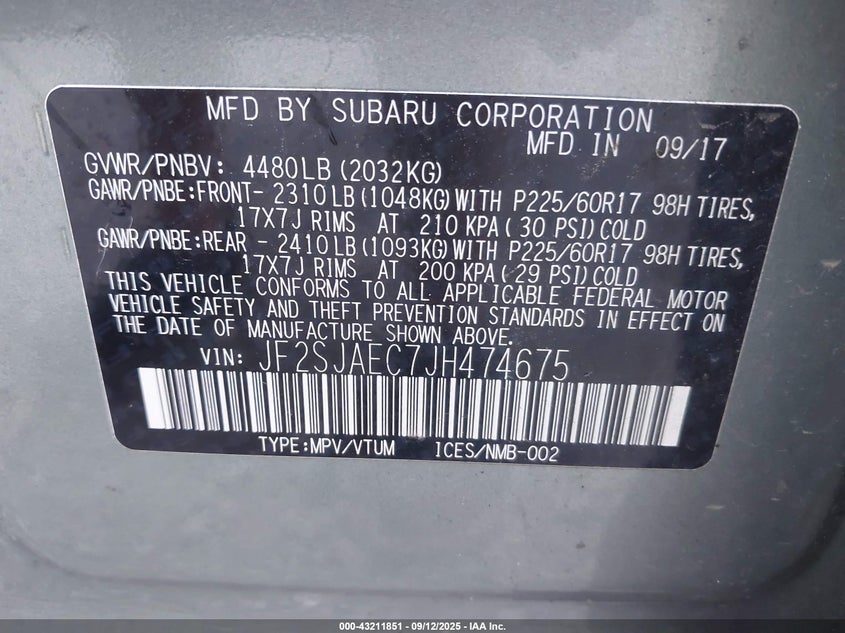 MFD BY SUBARU CORPORATION
MFD IN 09/17
GVWR/PNBV: 4480LB(2032KG)
GAWR/PNBE:FRONT- 2310LB(1048KG)WITH P225/60R17 98H TIRES,
17X7J RIMS AT 210 KPA(30 PSI)COLD
GAWR/PNBE:REAR - 2410LB(1093KG)WITH P225/60R17 98H TIRES,
17X7J RIMS AT 200 KPA(29 PSI)COLD
THIS VEHICLE CONFORMS TO ALL APPLICABLE FEDERAL MOTOR
VEHICLE SAFETY AND THEFT PREVENTION STANDARDS IN EFFECT ON
THE DATE OF MANUFACTURE SHOWN ABOVE.
VIN: JF2SJAEC7JH474675
TYPE:MPV/VTUM ICES/NMB-002
000-43211851 - 09/12/2025 - IAA Inc.